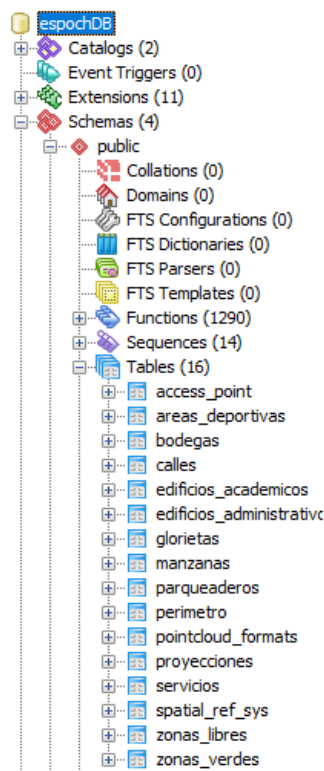 espochDB
Catalogs (2)
Event Triggers (0)
Extensions (11)
Schemas (4)
public
Collations (0)
Domains (0)
FTS Configurations (0)
FTS Dictionaries (0)
FTS Parsers (0)
FTS Templates (0)
Functions (1290)
Sequences (14)
Tables (16)
access_point
areas_deportivas
bodegas
calles
edificios_academicos
edificios_administrativo
glorietas
manzanas
parqueaderos
perimetro
pointcloud_formats
proyecciones
servicios
spatial_ref_sys
zonas_libres
zonas_verdes